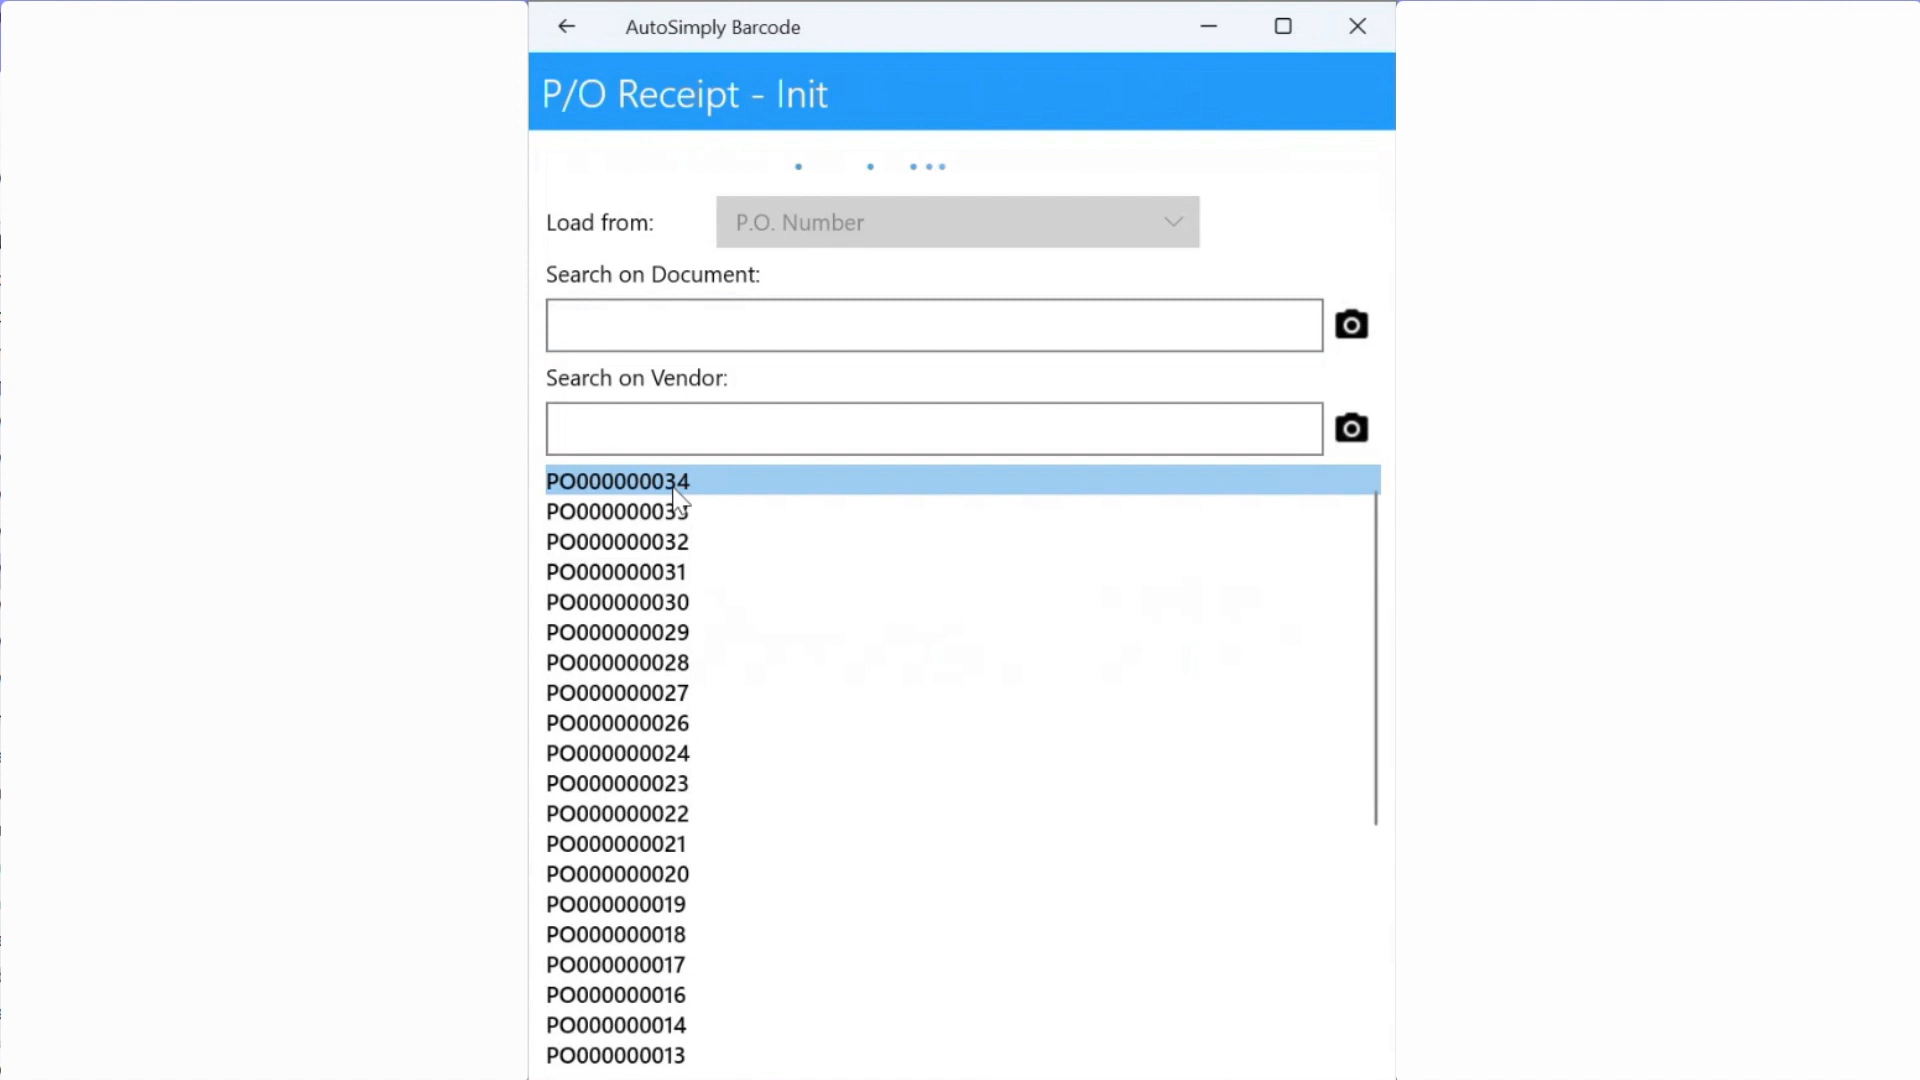 AutoSimply Barcode
P/O Receipt - Init
Load from:
P.O. Number
Search on Document:
Search on Vendor:
PO000000034
PO000000033
PO000000032
PO000000031
PO000000030
PO000000029
PO000000028
PO000000027
PO000000026
PO000000024
PO000000023
PO000000022
PO000000021
PO000000020
PO000000019
PO000000018
PO000000017
PO000000016
PO000000014
PO000000013